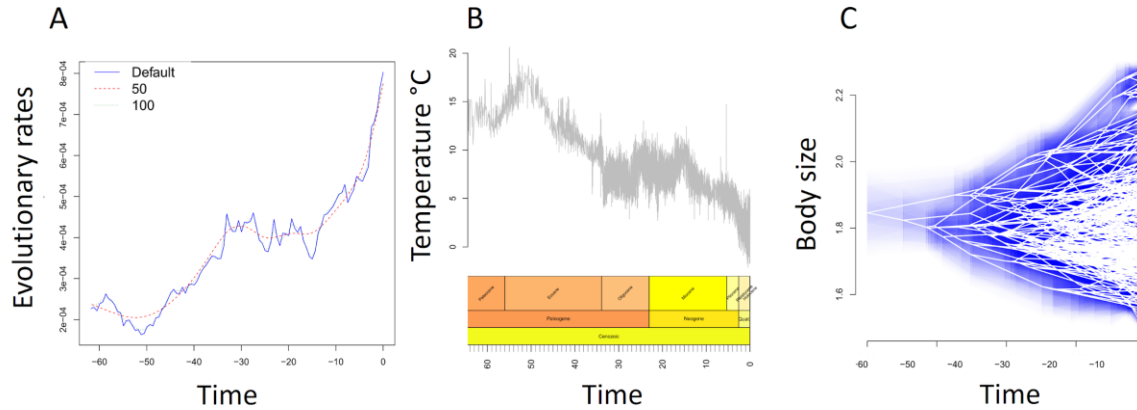 A
B
C
Default
50
100
Evolutionary rates
2e−04
3e−04
4e−04
5e−04
6e−04
7e−04
8e−04
−60
−50
−40
−30
−20
−10
0
Time
Temperature °C
0
5
10
15
20
Paleocene
Eocene
Oligocene
Miocene
Pliocene
Paleogene
Neogene
Quat.
Cenozoic
60
50
40
30
20
10
0
Time
Body size
1.6
1.8
2.0
2.2
-60
-30
-10
Time